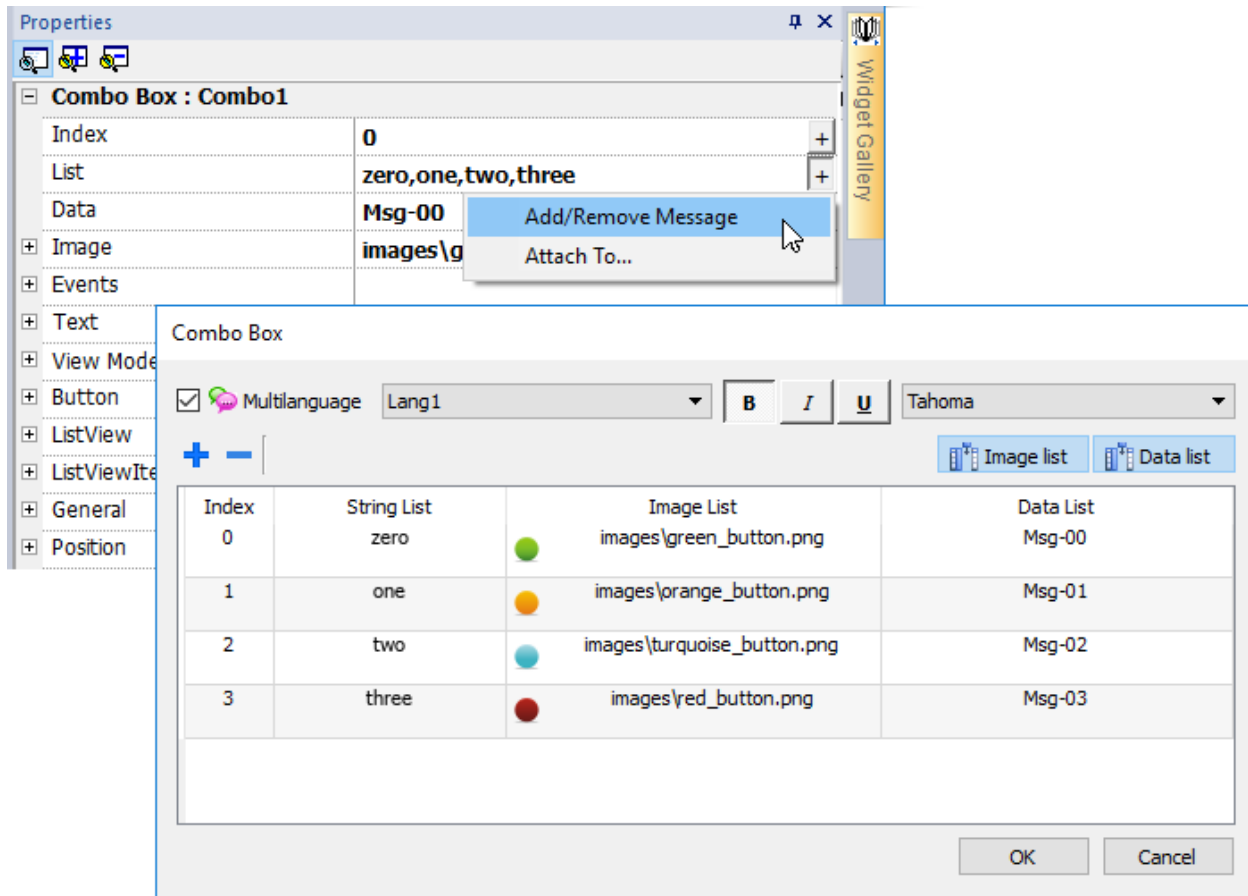 Properties
Widget Gallery
Combo Box : Combo1
Index 0 +
List zero,one,two,three +
Data Msg-00
Add/Remove Message
Image images\g
Attach To...
Events
Text
View Mode
Button
ListView
ListViewIte
General
Position
Combo Box
Multilanguage Lang1 B I U Tahoma
Image list Data list
Index String List Image List Data List
0 zero images\green_button.png Msg-00
1 one images\orange_button.png Msg-01
2 two images\turquoise_button.png Msg-02
3 three images\red_button.png Msg-03
OK Cancel